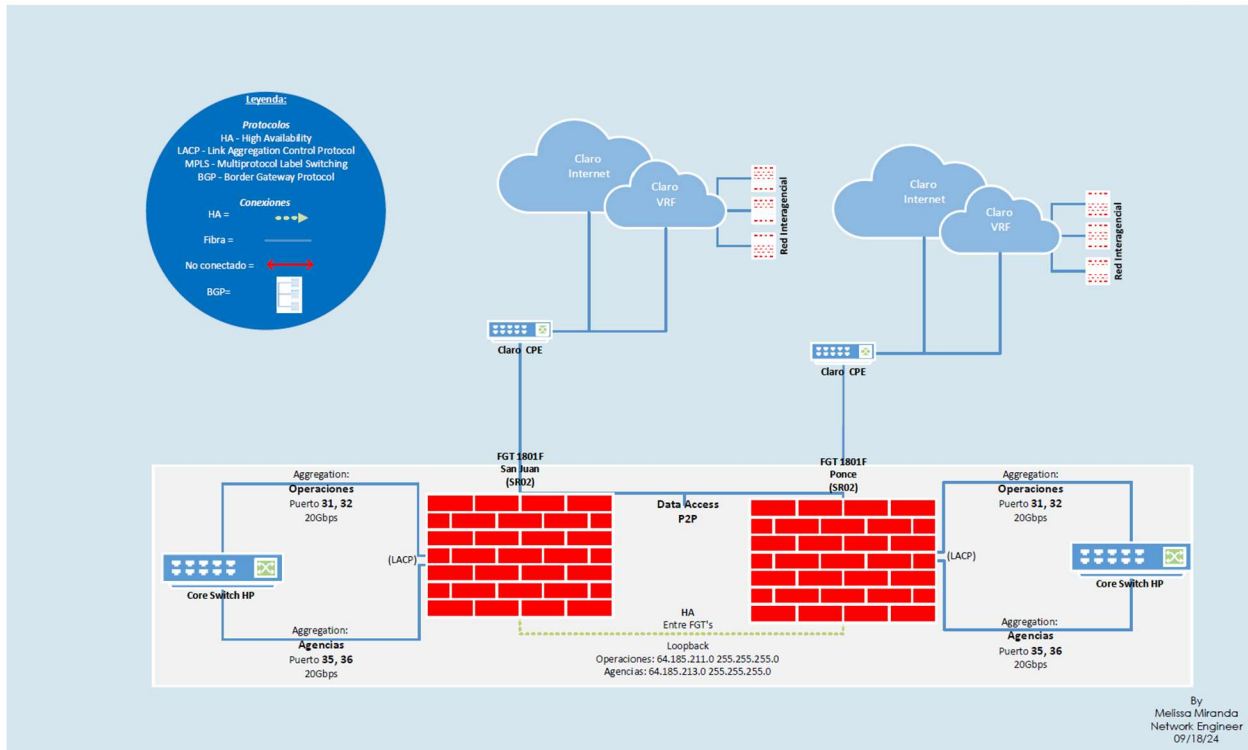 Leyenda:
Protocolos
HA - High Availability
LACP - Link Aggregation Control Protocol
MPLS - Multiprotocol Label Switching
BGP - Border Gateway Protocol
Conexiones
HA =
Fibra =
No conectado =
BGP=
Claro
Internet
Claro
VRF
Red Interagencial
Claro CPE
Claro
Internet
Claro
VRF
Red Interagencial
Claro CPE
FGT 1801F
San Juan
(SR02)
FGT 1801F
Ponce
(SR02)
Aggregation:
Operaciones
Puerto 31, 32
20Gbps
(LACP)
Core Switch HP
Aggregation:
Agencias
Puerto 35, 36
20Gbps
Data Access
P2P
HA
Entre FGT's
Loopback
Operaciones: 64.185.211.0 255.255.255.0
Agencias: 64.185.213.0 255.255.255.0
Aggregation:
Operaciones
Puerto 31, 32
20Gbps
(LACP)
Core Switch HP
Aggregation:
Agencias
Puerto 35, 36
20Gbps
By
Melissa Miranda
Network Engineer
09/18/24